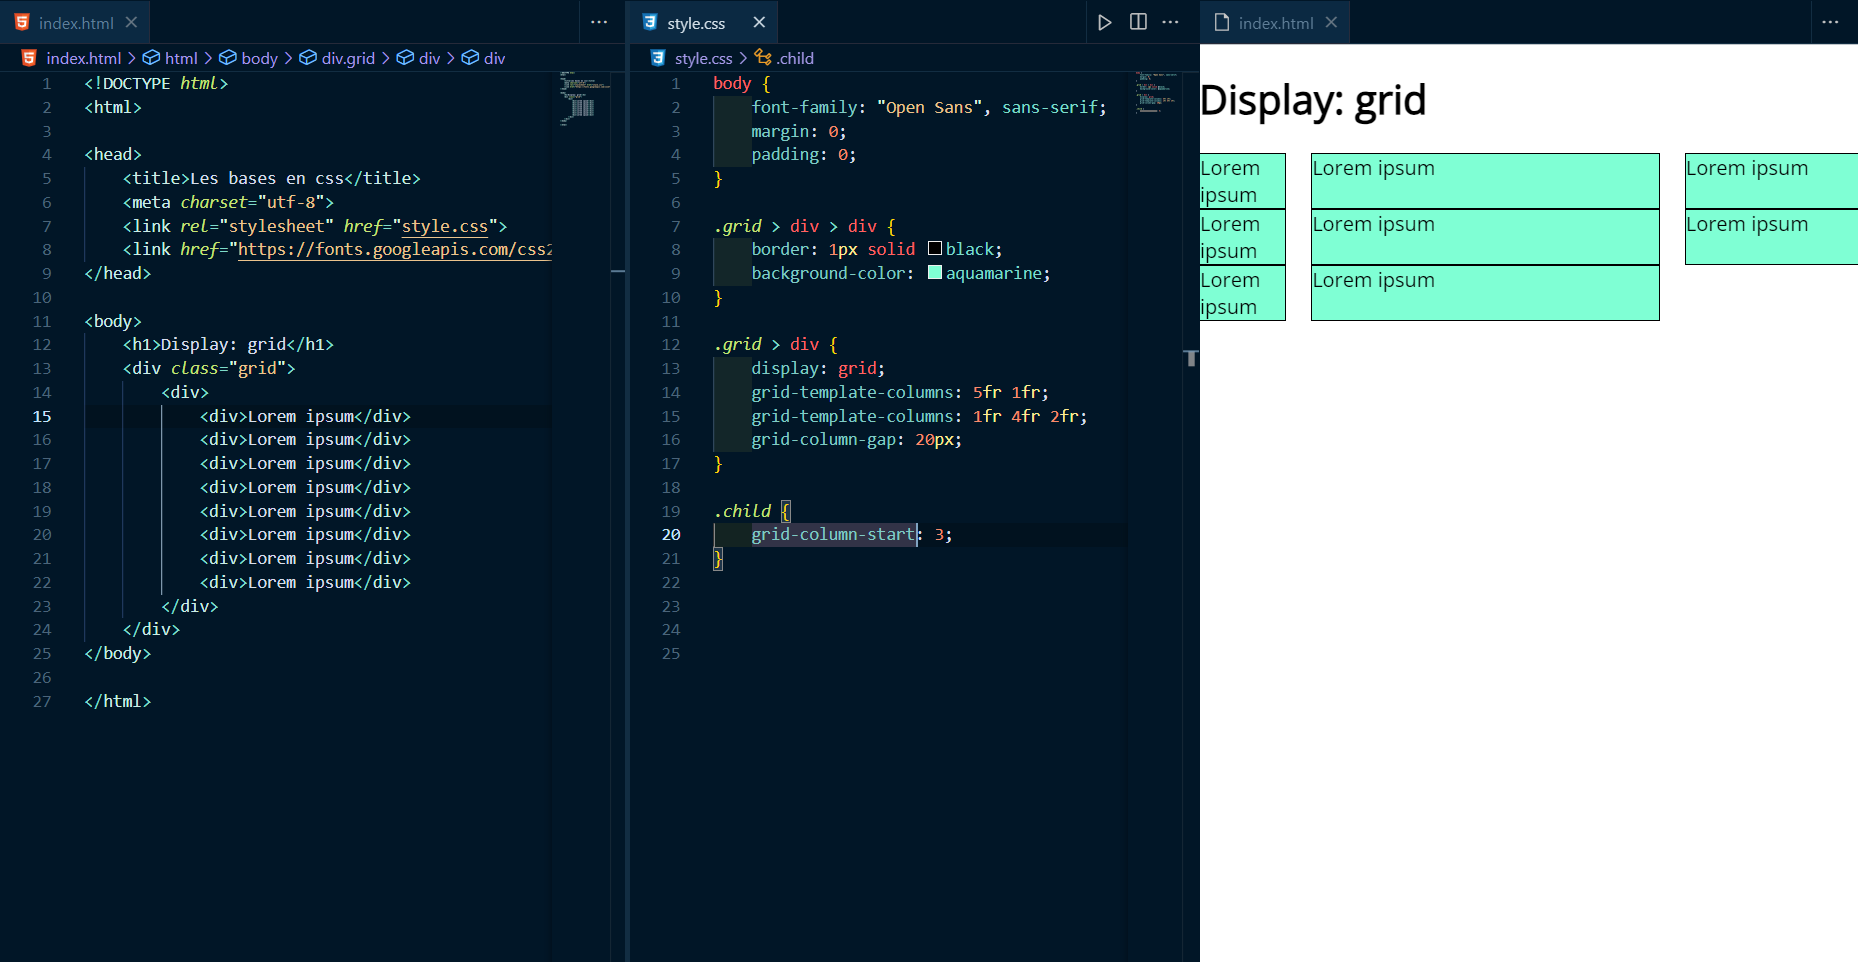 index.html
index.html > html > body > div.grid > div > div
1 <!DOCTYPE html>
2 <html>
3
4 <head>
5 <title>Les bases en css</title>
6 <meta charset="utf-8">
7 <link rel="stylesheet" href="style.css">
8 <link href="https://fonts.googleapis.com/css2
9 </head>
10
11 <body>
12 <h1>Display: grid</h1>
13 <div class="grid">
14 <div>
15 <div>Lorem ipsum</div>
16 <div>Lorem ipsum</div>
17 <div>Lorem ipsum</div>
18 <div>Lorem ipsum</div>
19 <div>Lorem ipsum</div>
20 <div>Lorem ipsum</div>
21 <div>Lorem ipsum</div>
22 <div>Lorem ipsum</div>
23 </div>
24 </div>
25 </body>
26
27 </html>
style.css
style.css > .child
1 body {
2 font-family: "Open Sans", sans-serif;
3 margin: 0;
4 padding: 0;
5 }
6
7 .grid > div > div {
8 border: 1px solid black;
9 background-color: aquamarine;
10 }
11
12 .grid > div {
13 display: grid;
14 grid-template-columns: 5fr 1fr;
15 grid-template-columns: 1fr 4fr 2fr;
16 grid-column-gap: 20px;
17 }
18
19 .child {
20 grid-column-start: 3;
21 }
22
23
24
25
index.html
Display: grid
Lorem ipsum Lorem ipsum Lorem ipsum
Lorem ipsum Lorem ipsum Lorem ipsum
Lorem ipsum Lorem ipsum